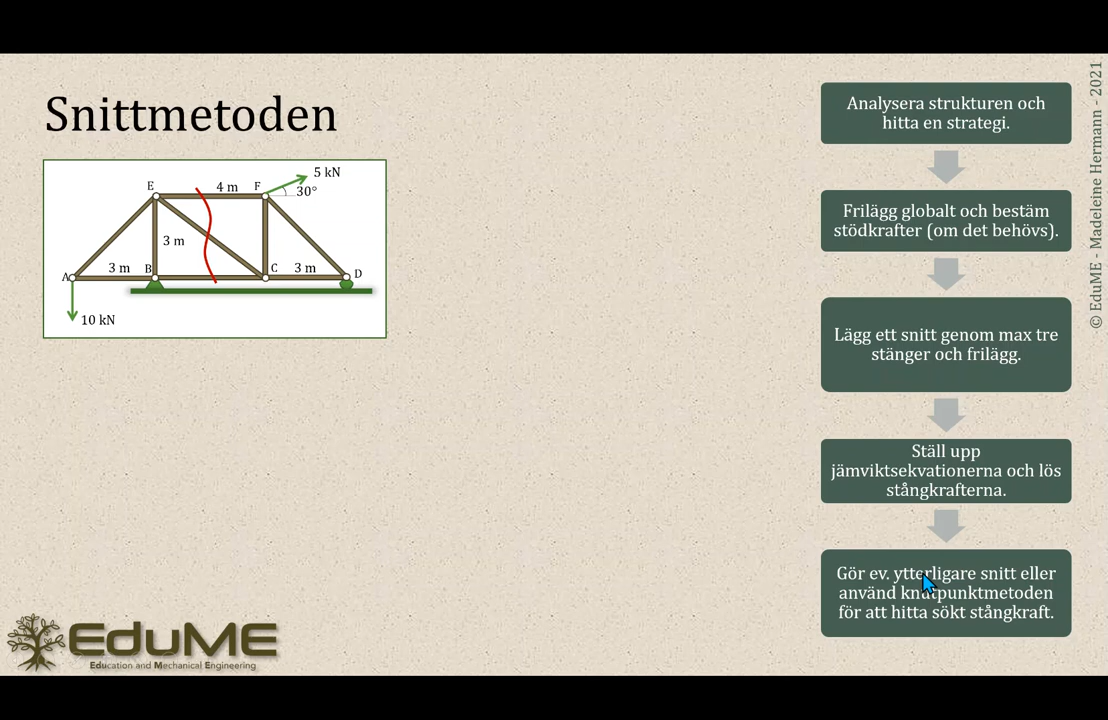 Snittmetoden
E
4 m
F
5 kN
30°
3 m
A
3 m
B
C
3 m
D
10 kN
Analysera strukturen och
hitta en strategi.
Frilägg globalt och bestäm
stödkrafter (om det behövs).
Lägg ett snitt genom max tre
stänger och frilägg.
Ställ upp
jämviktsekvationerna och lös
stångkrafterna.
Gör ev. ytterligare snitt eller
använd knutpunktmetoden
för att hitta sökt stångkraft.
© EduME - Madeleine Hermann - 2021
EduME
Education and Mechanical Engineering